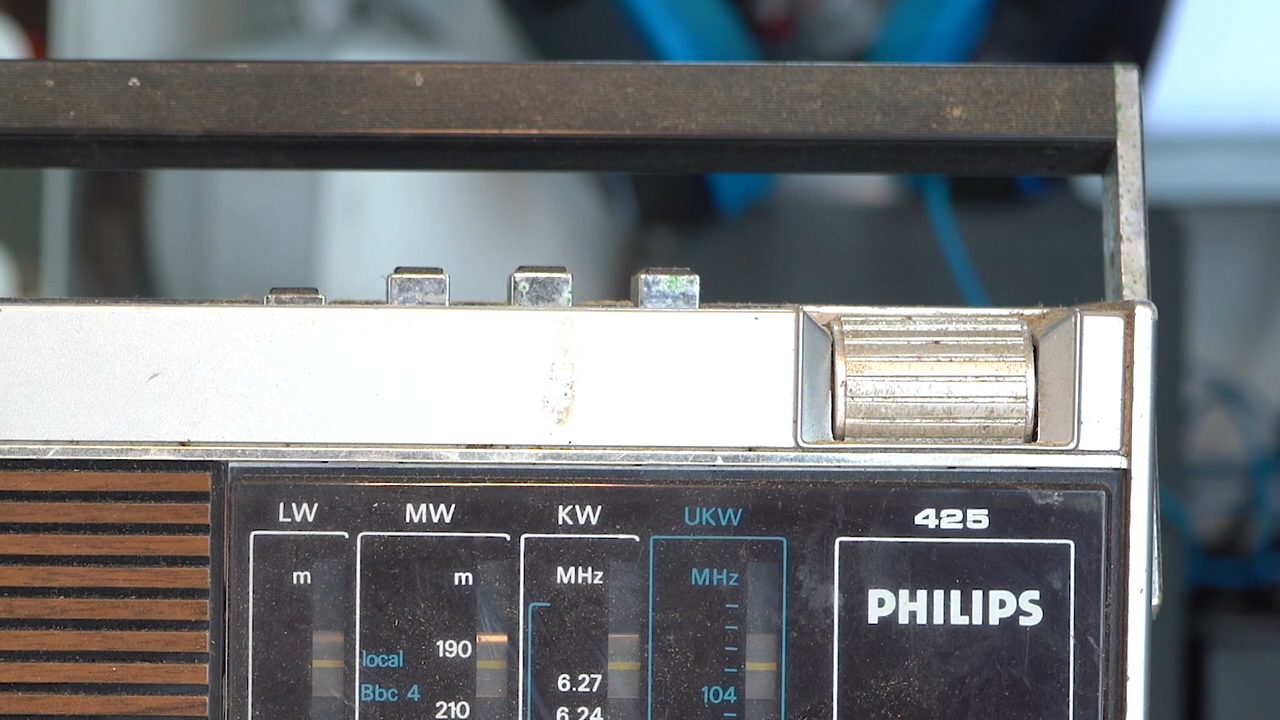 LW MW KW UKW 425
m m MHz MHz
PHILIPS
190
local
6.27
Bbc 4 104
210 6.24